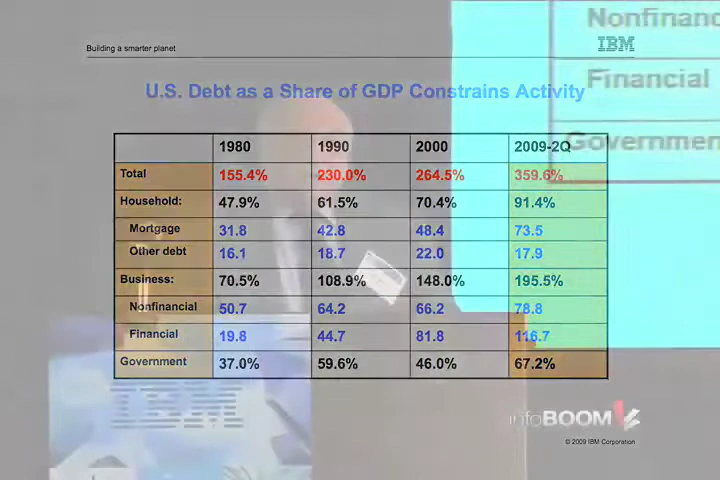 Building a smarter planet
IBM
Nonfinanc
Financial
Governmen
U.S. Debt as a Share of GDP Constrains Activity
1980 1990 2000 2009-2Q
Total 155.4% 230.0% 264.5% 359.6%
Household: 47.9% 61.5% 70.4% 91.4%
Mortgage 31.8 42.8 48.4 73.5
Other debt 16.1 18.7 22.0 17.9
Business: 70.5% 108.9% 148.0% 195.5%
Nonfinancial 50.7 64.2 66.2 78.8
Financial 19.8 44.7 81.8 116.7
Government 37.0% 59.6% 46.0% 67.2%
IBM
infoBOOM
© 2009 IBM Corporation